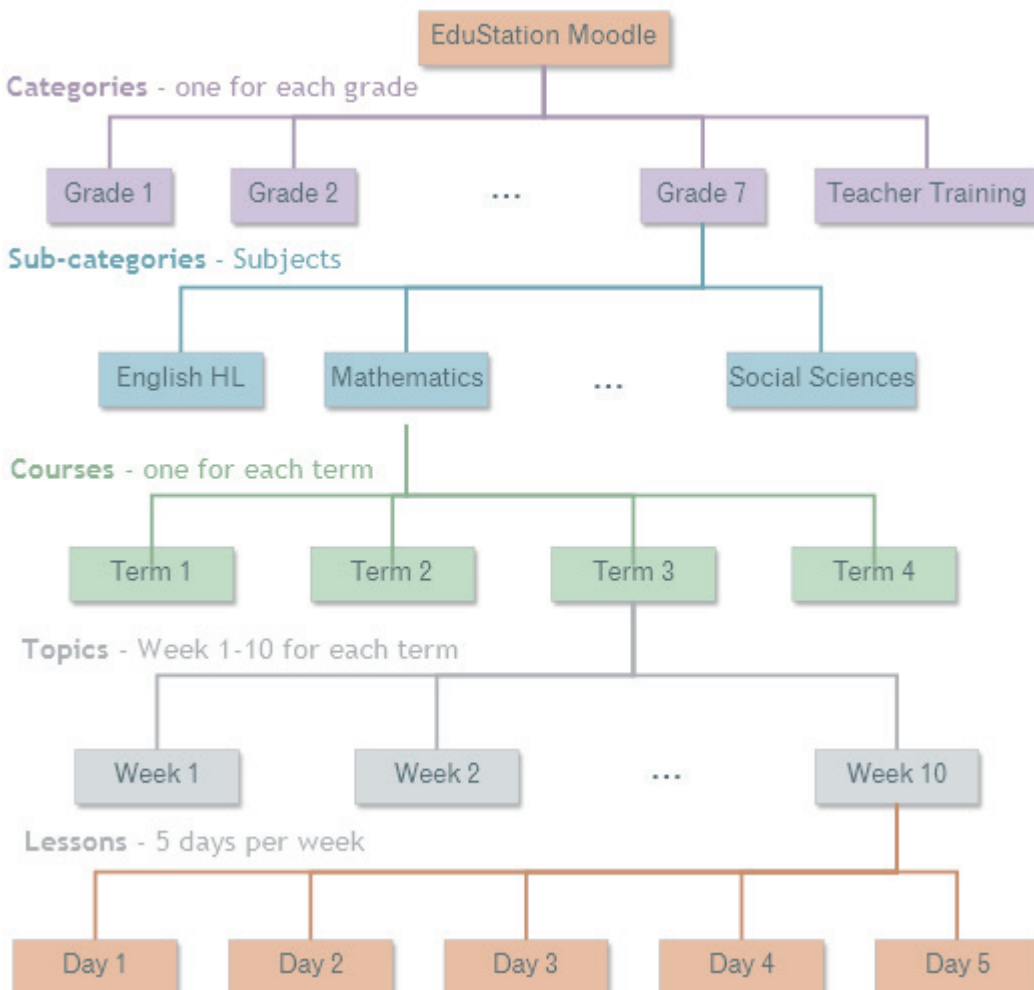 EduStation Moodle
Categories - one for each grade
Grade 1
Grade 2
...
Grade 7
Teacher Training
Sub-categories - Subjects
English HL
Mathematics
...
Social Sciences
Courses - one for each term
Term 1
Term 2
Term 3
Term 4
Topics - Week 1-10 for each term
Week 1
Week 2
...
Week 10
Lessons - 5 days per week
Day 1
Day 2
Day 3
Day 4
Day 5